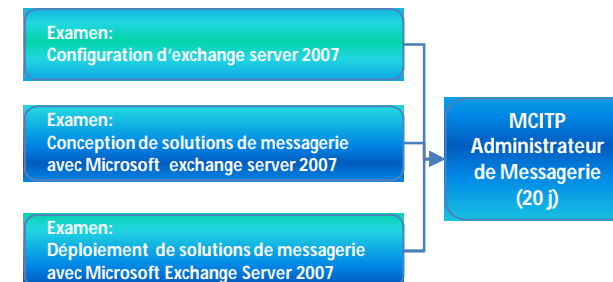 Examen:
Configuration d'exchange server 2007
Examen:
Conception de solutions de messagerie
avec Microsoft exchange server 2007
Examen:
Déploiement de solutions de messagerie
avec Microsoft Exchange Server 2007
MCITP
Administrateur
de Messagerie
(20 j)